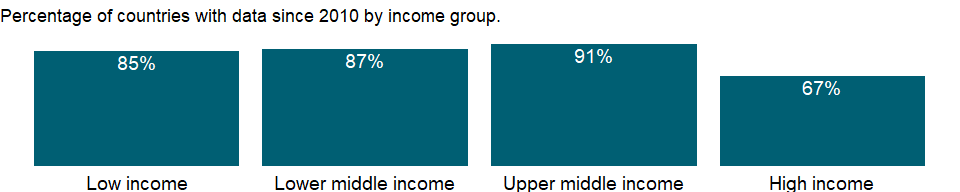 Percentage of countries with data since 2010 by income group.
85% 87% 91% 67%
Low income Lower middle income Upper middle income High income